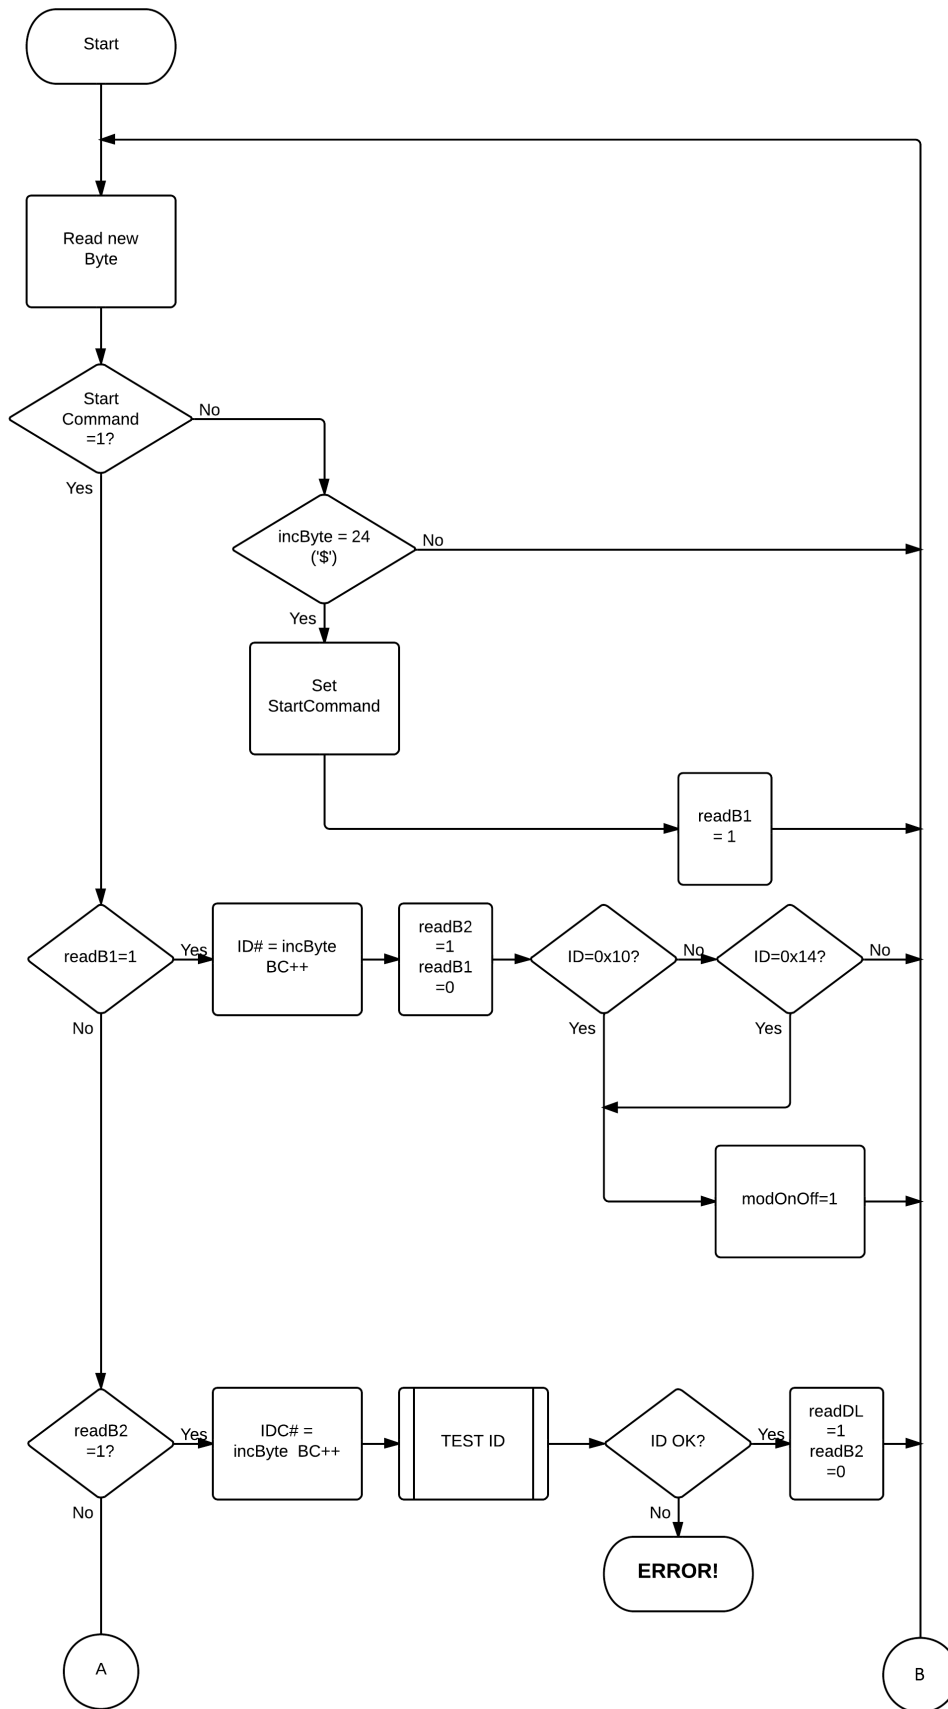 Start
Read new
Byte
Start
Command
=1?
No
Yes
incByte = 24
('$')
No
Yes
Set
StartCommand
readB1
= 1
readB1=1
Yes
ID# = incByte
BC++
readB2
=1
readB1
=0
ID=0x10?
No
ID=0x14?
No
No
Yes
Yes
modOnOff=1
readB2
=1?
Yes
IDC# =
incByte  BC++
TEST ID
ID OK?
Yes
readDL
=1
readB2
=0
No
No
ERROR!
A
B